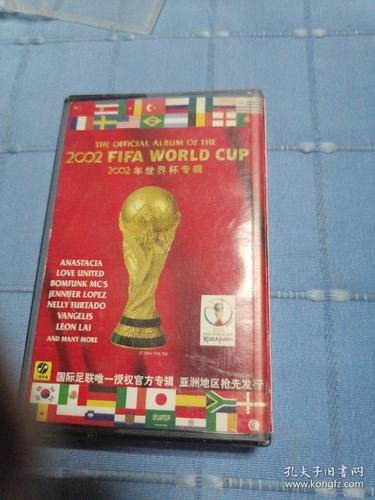 THE OFFICIAL ALBUM OF THE
2002 FIFA WORLD CUP
2002年世界杯专辑
ANASTACIA
LOVE UNITED
BOMFUNK MC'S
JENNIFER LOPEZ
NELLY FURTADO
VANGELIS
LEON LAI
AND MANY MORE
© 1974 FIFA TM
KOREA JAPAN
国际足联唯一授权官方专辑 亚洲地区抢先发行
孔夫子旧书网
www.kongfz.com